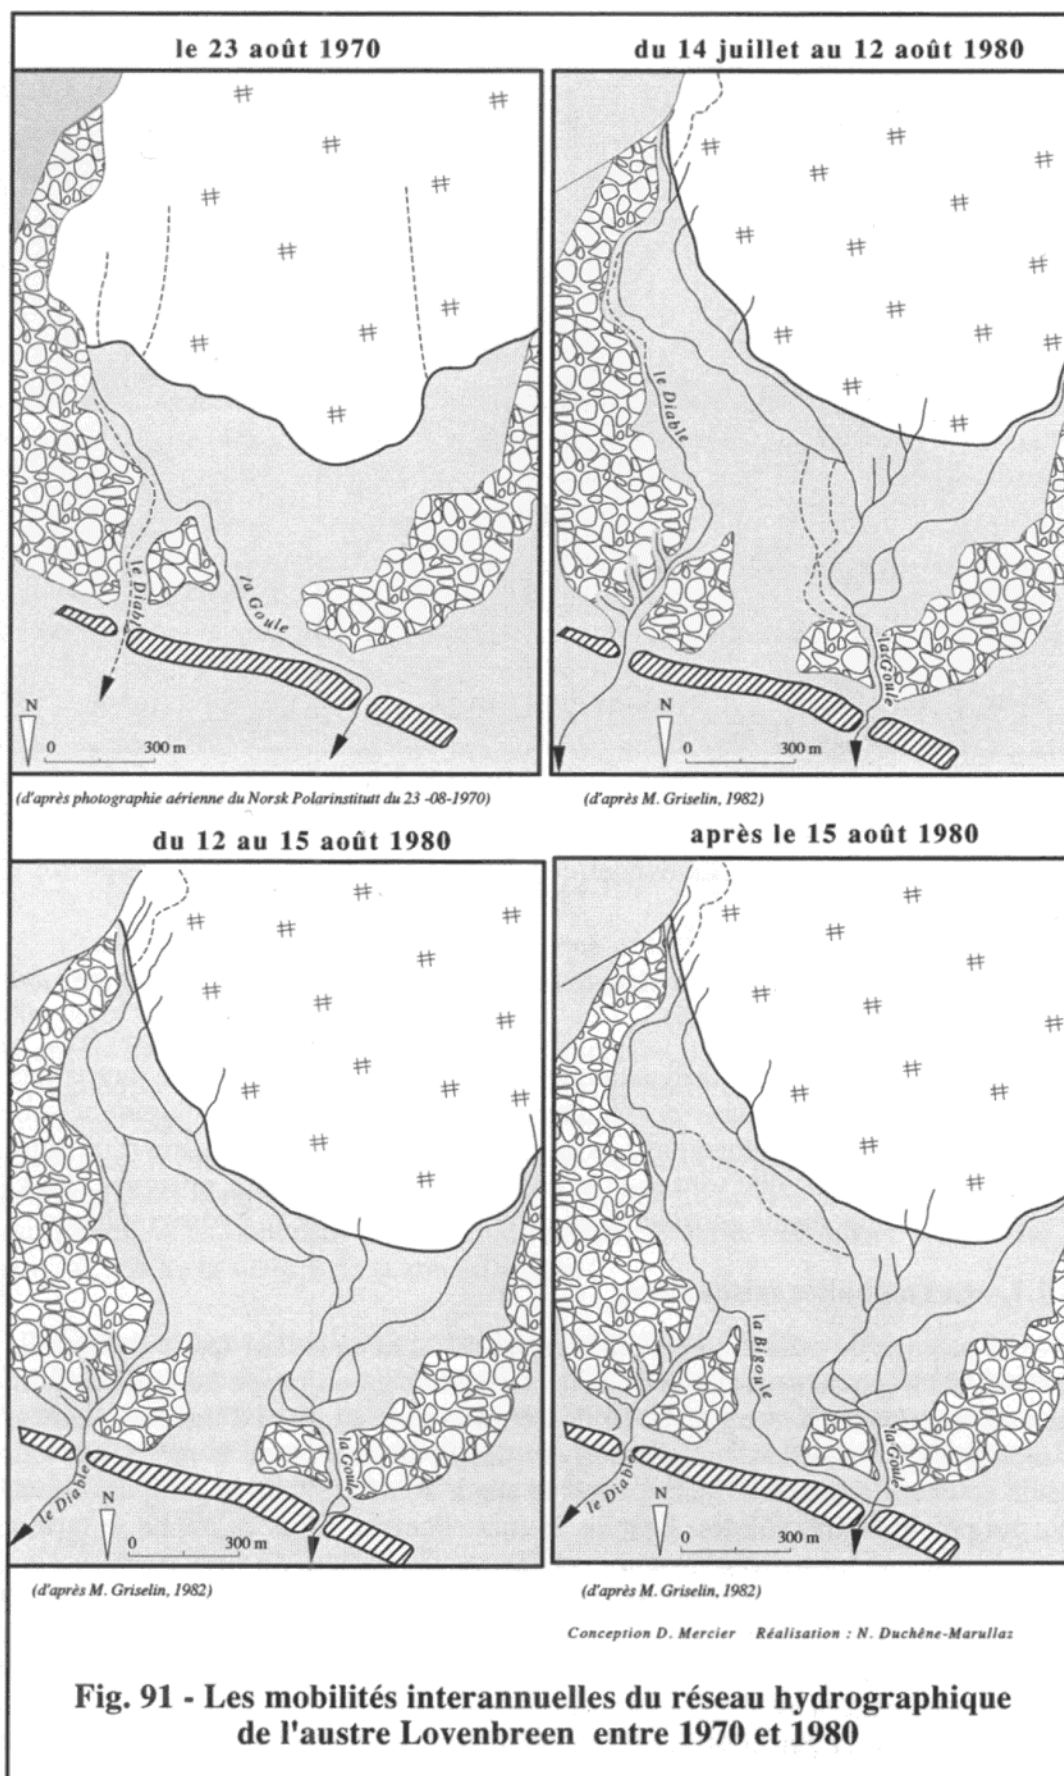 le 23 août 1970
du 14 juillet au 12 août 1980
le Diable
la Goule
N
0 300 m
le Diable
la Goule
N
0 300 m
(d'après photographie aérienne du Norsk Polarinstitutt du 23 -08-1970)
(d'après M. Griselin, 1982)
du 12 au 15 août 1980
après le 15 août 1980
la Goule
le Diable
N
0 300 m
la Bigoule
la Goule
le Diable
N
0 300 m
(d'après M. Griselin, 1982)
(d'après M. Griselin, 1982)
Conception D. Mercier Réalisation : N. Duchêne-Marullaz
Fig. 91 - Les mobilités interannuelles du réseau hydrographique
de l'austre Lovenbreen entre 1970 et 1980